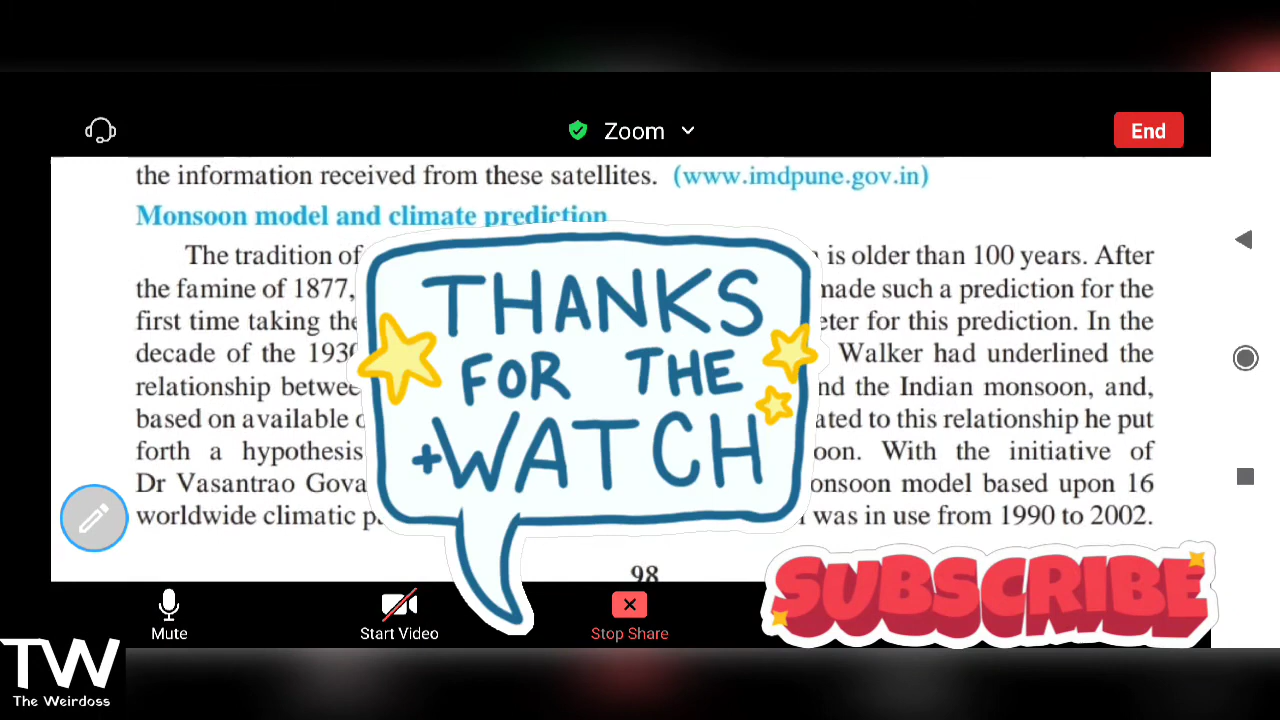 Zoom
End
the information received from these satellites. (www.imdpune.gov.in)
Monsoon model and climate prediction
The tradition of is older than 100 years. After
the famine of 1877, made such a prediction for the
first time taking the for this prediction. In the
decade of the Walker had underlined the
relationship the Indian monsoon, and,
based on available to this relationship he put
forth a hypothesis With the initiative of
Dr Vasantrao model based upon 16
worldwide climatic was in use from 1990 to 2002.
98
THANKS
FOR THE
+WATCH
SUBSCRIBE
Mute
Start Video
Stop Share
TW
The Weirdoss